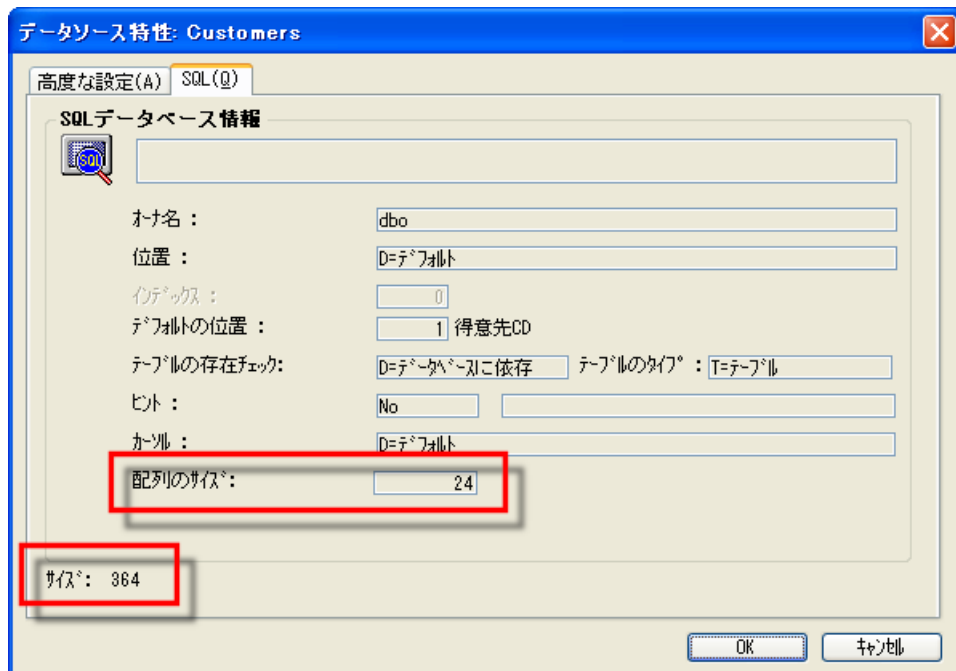 データソース特性: Customers
高度な設定(A) SQL(Q)
SQLデータベース情報
SQL
オーナ名 : dbo
位置 : D=デフォルト
インデックス : 0
デフォルトの位置 : 1 得意先CD
テーブルの存在チェック: D=データベースに依存 テーブルのタイプ : T=テーブル
ヒント : No
カーソル : D=デフォルト
配列のサイズ: 24
サイズ: 364
OK キャンセル